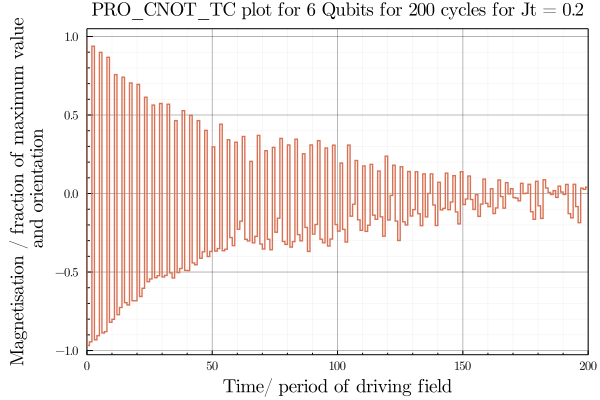 PRO_CNOT_TC plot for 6 Qubits for 200 cycles for Jt = 0.2
Magnetisation / fraction of maximum value
and orientation
1.0
0.5
0.0
−0.5
−1.0
0
50
100
150
200
Time/ period of driving field